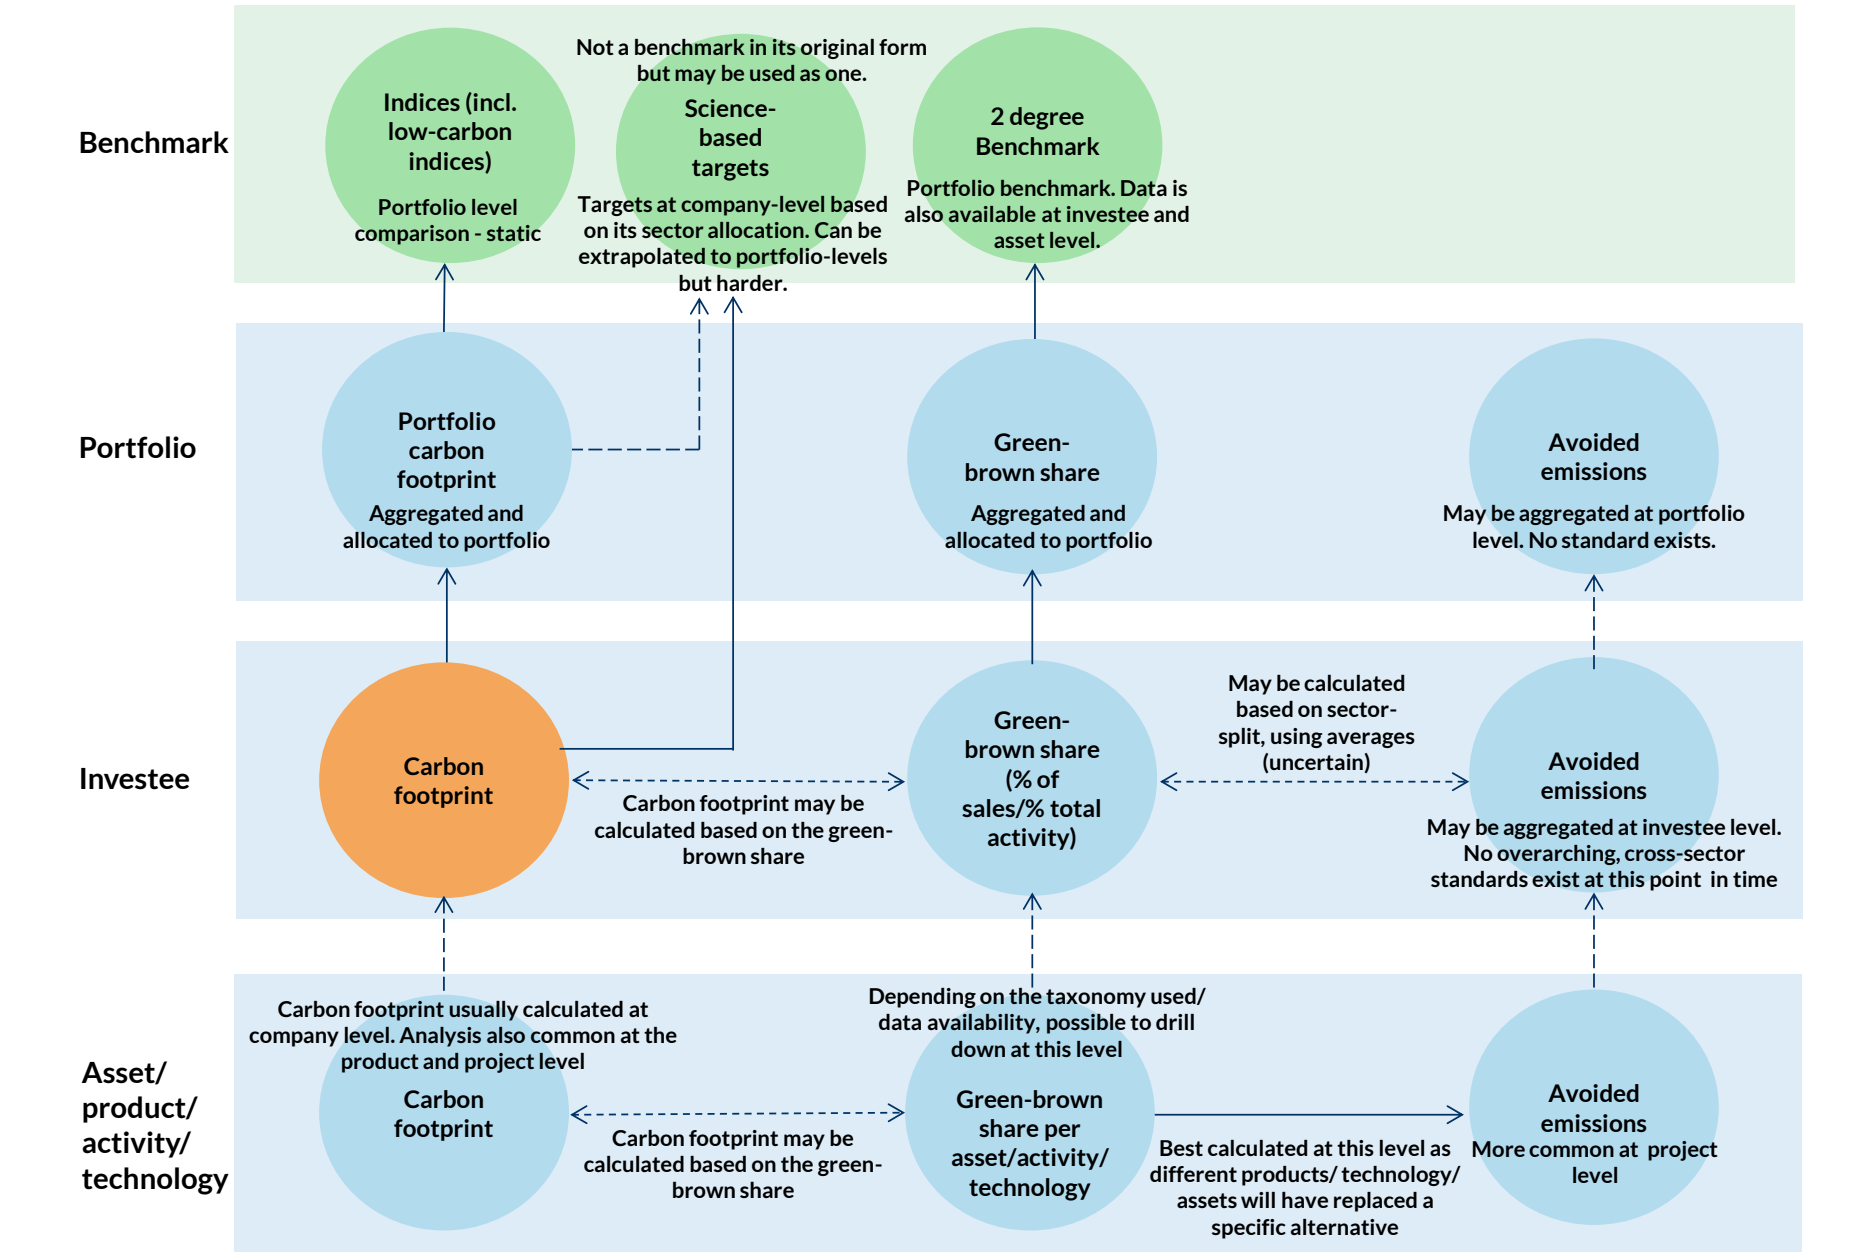 Benchmark
Indices (incl.
low-carbon
indices)
Portfolio level
comparison - static
Not a benchmark in its original form
but may be used as one.
Science-
based
targets
Targets at company-level based
on its sector allocation. Can be
extrapolated to portfolio-levels
but harder.
2 degree
Benchmark
Portfolio benchmark. Data is
also available at investee and
asset level.
Portfolio
Portfolio
carbon
footprint
Aggregated and
allocated to portfolio
Green-
brown share
Aggregated and
allocated to portfolio
Avoided
emissions
May be aggregated at portfolio
level. No standard exists.
Investee
Carbon
footprint
Carbon footprint may be
calculated based on the green-
brown share
Green-
brown share
(% of
sales/% total
activity)
May be calculated
based on sector-
split, using averages
(uncertain)
Avoided
emissions
May be aggregated at investee level.
No overarching, cross-sector
standards exist at this point  in time
Asset/
product/
activity/
technology
Carbon footprint usually calculated at
company level. Analysis also common at the
product and project level
Carbon
footprint
Carbon footprint may be
calculated based on the green-
brown share
Depending on the taxonomy used/
data availability, possible to drill
down at this level
Green-brown
share per
asset/activity/
technology
Best calculated at this level as
different products/ technology/
assets will have replaced a
specific alternative
Avoided
emissions
More common at  project
level